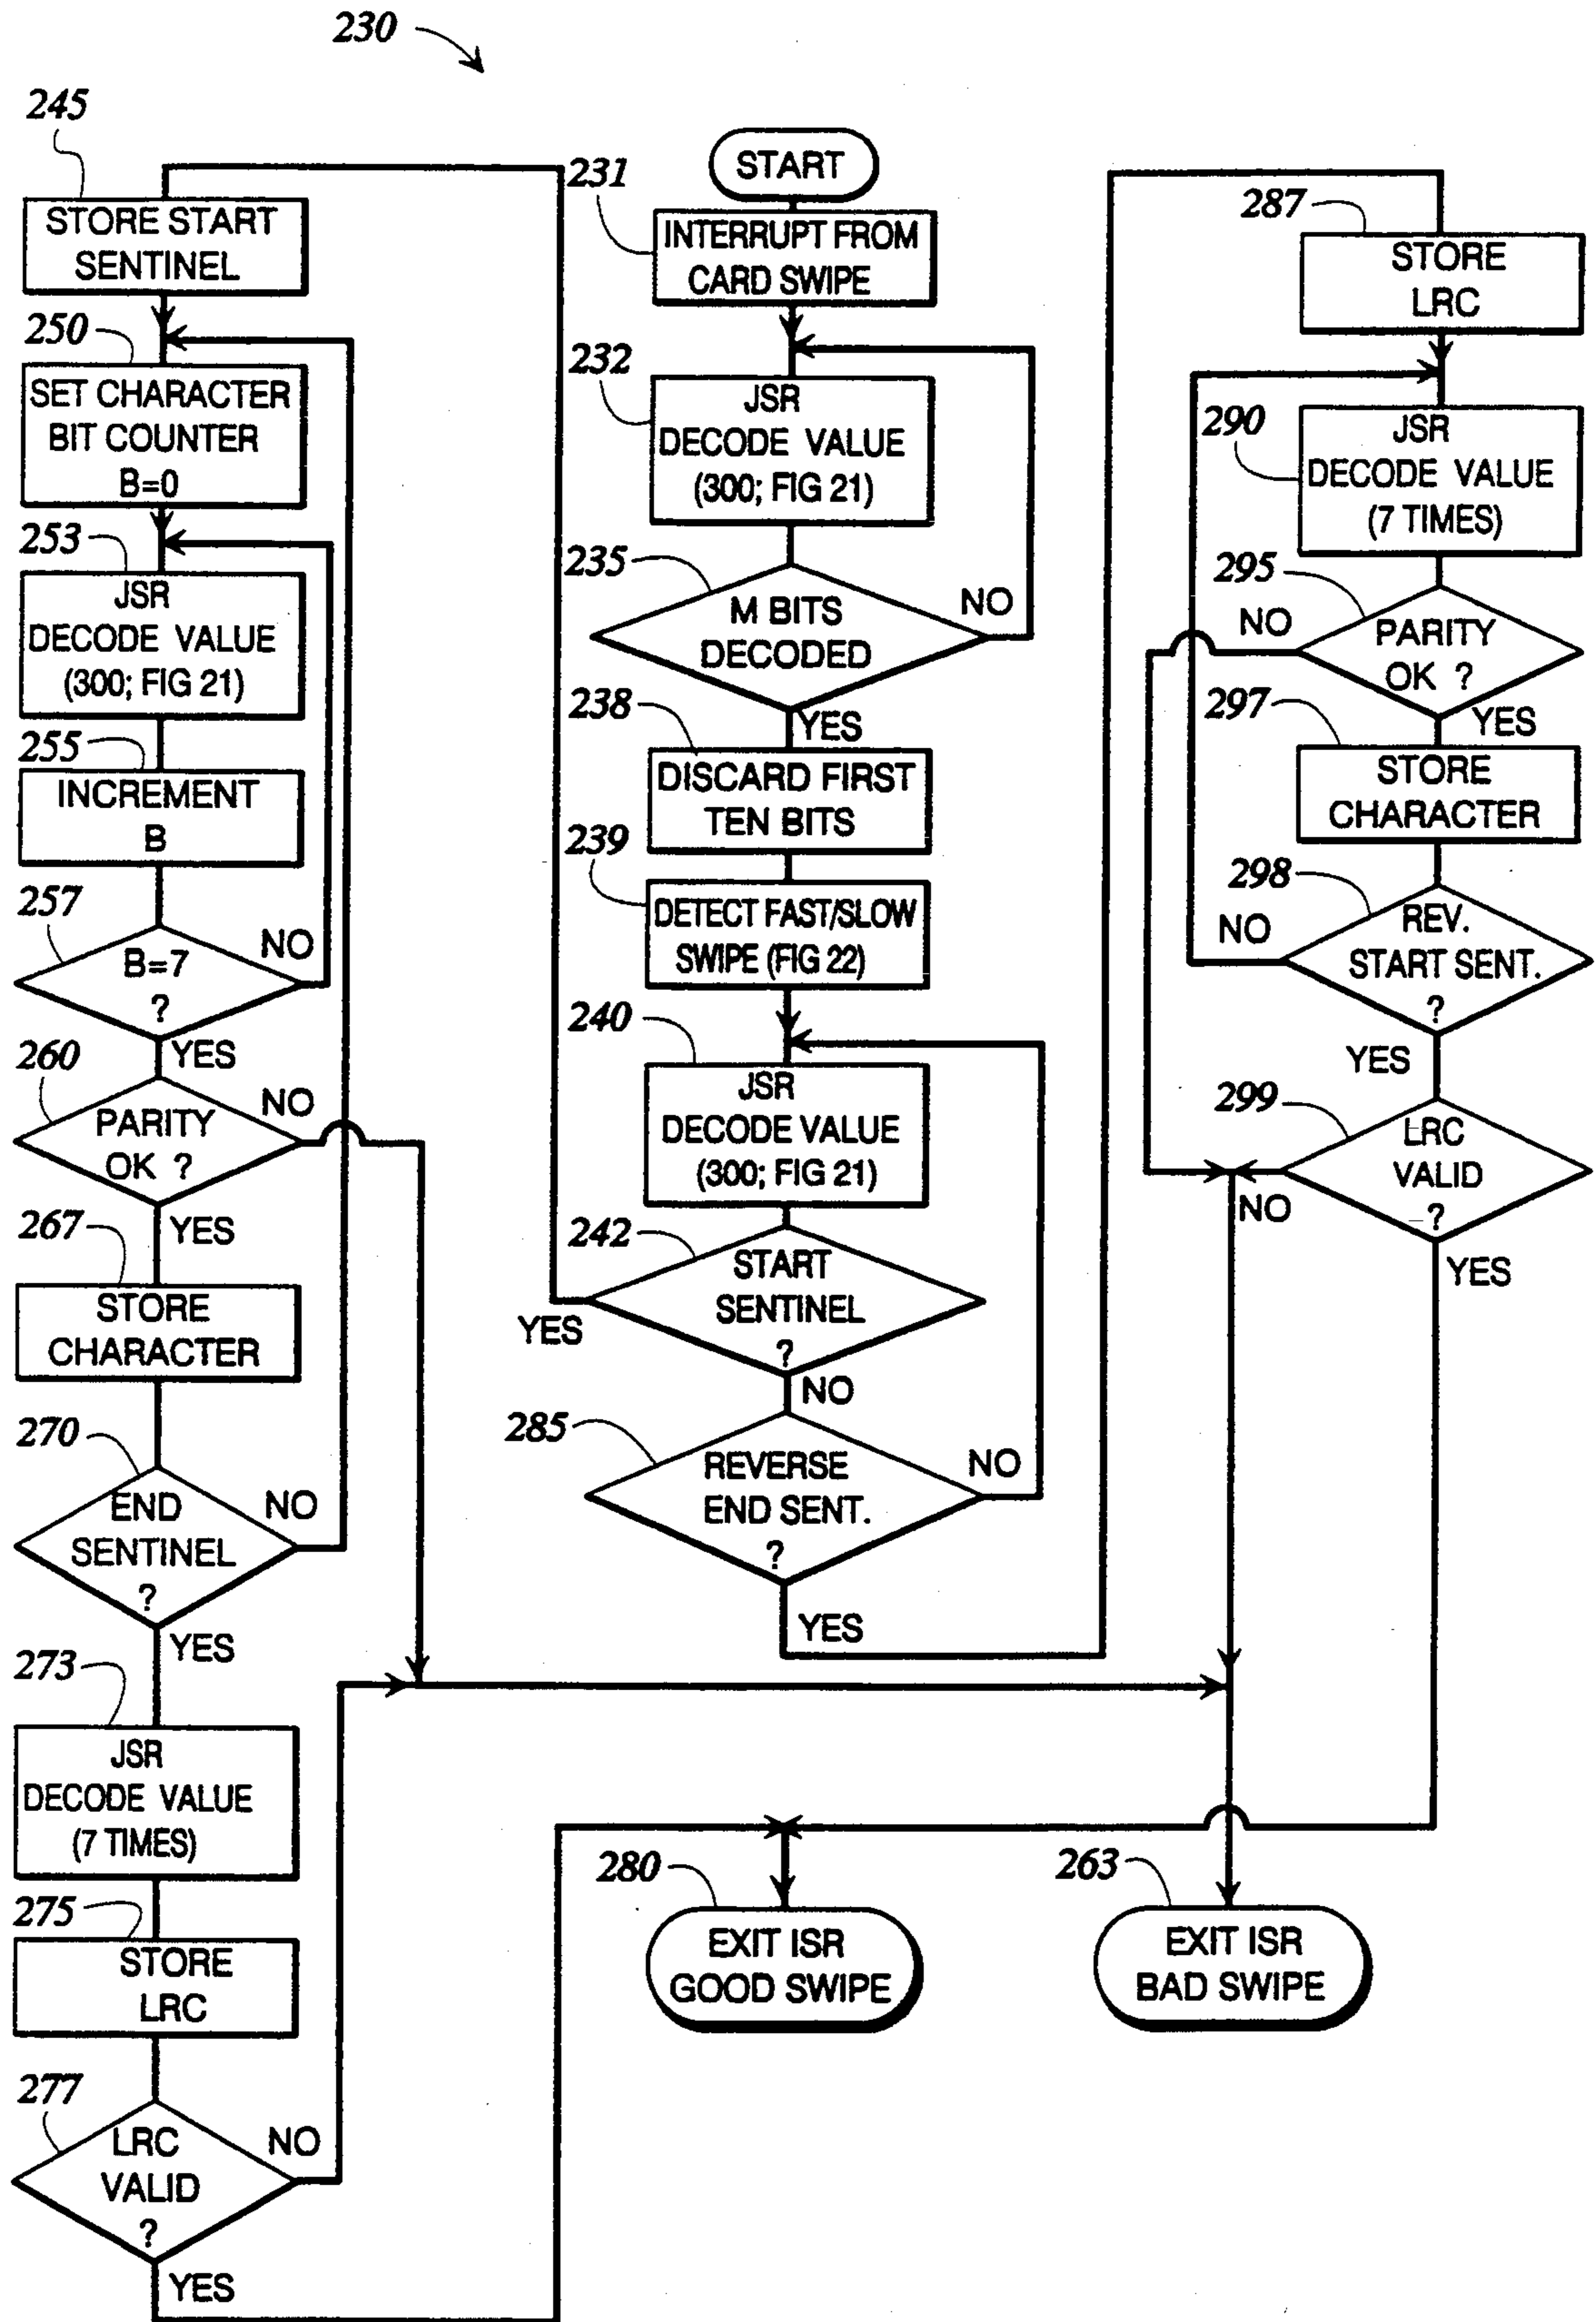 230
245
STORE START
SENTINEL
250
SET CHARACTER
BIT COUNTER
B=0
253
JSR
DECODE VALUE
(300; FIG 21)
255
INCREMENT
B
257
B=7
?
NO
YES
260
PARITY
OK ?
NO
YES
267
STORE
CHARACTER
270
END
SENTINEL
?
NO
YES
273
JSR
DECODE VALUE
(7 TIMES)
275
STORE
LRC
277
LRC
VALID
?
NO
YES
START
231
INTERRUPT FROM
CARD SWIPE
232
JSR
DECODE VALUE
(300; FIG 21)
235
M BITS
DECODED
NO
YES
238
DISCARD FIRST
TEN BITS
239
DETECT FAST/SLOW
SWIPE (FIG 22)
240
JSR
DECODE VALUE
(300; FIG 21)
242
START
SENTINEL
?
YES
NO
285
REVERSE
END SENT.
?
NO
YES
280
EXIT ISR
GOOD SWIPE
287
STORE
LRC
290
JSR
DECODE VALUE
(7 TIMES)
295
PARITY
OK ?
NO
YES
297
STORE
CHARACTER
298
REV.
START SENT.
?
NO
YES
299
LRC
VALID
?
NO
YES
263
EXIT ISR
BAD SWIPE